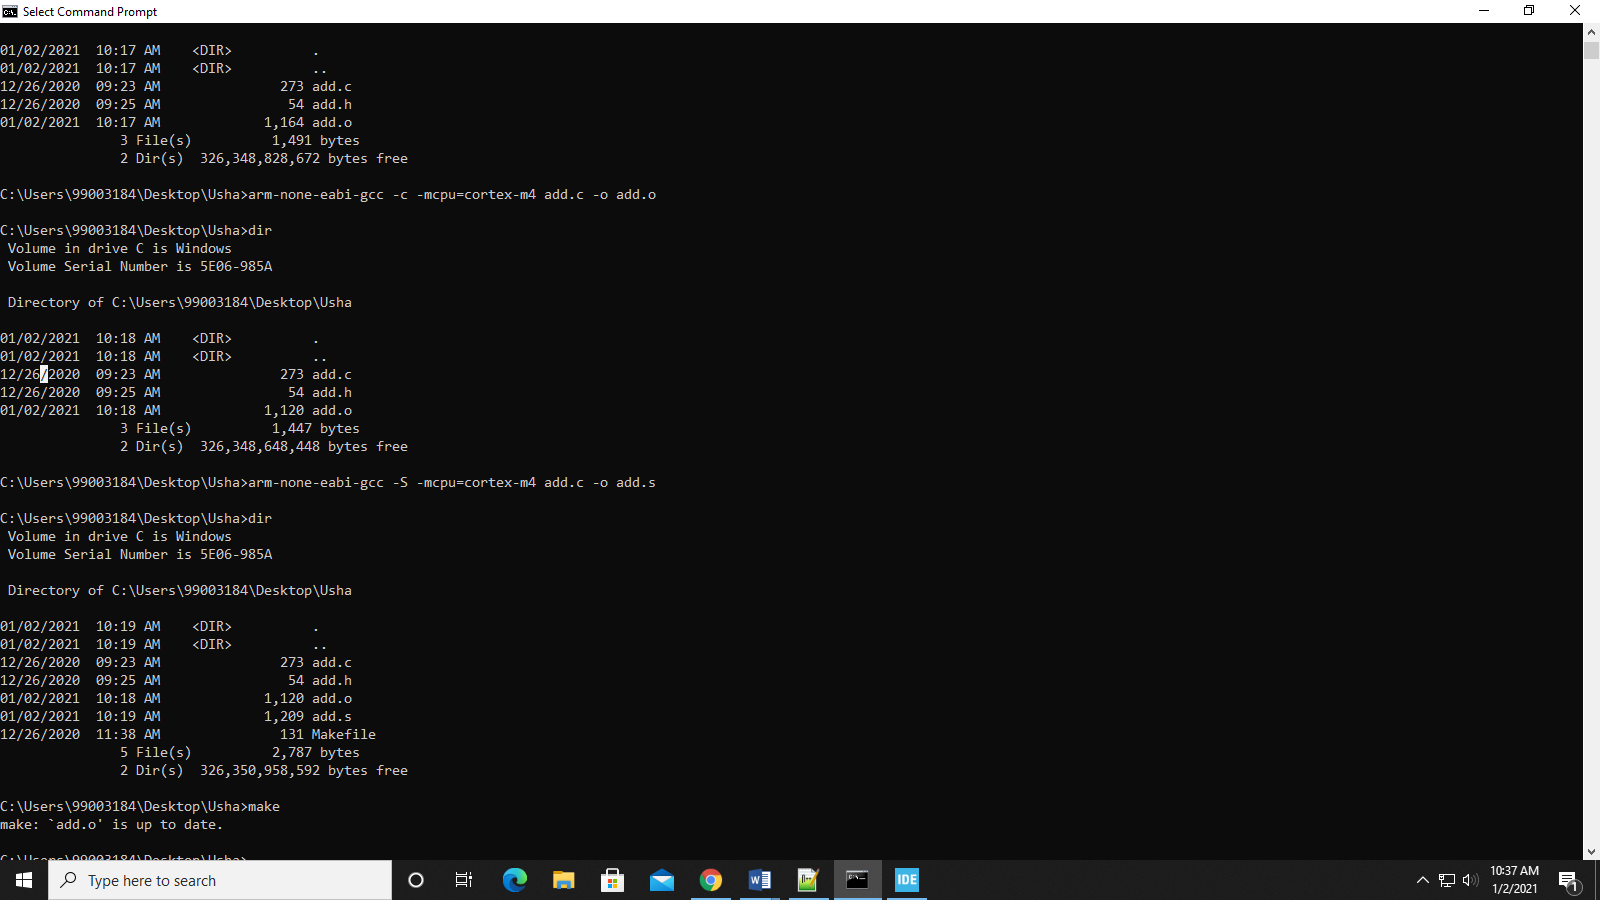 Select Command Prompt
01/02/2021  10:17 AM    <DIR>          .
01/02/2021  10:17 AM    <DIR>          ..
12/26/2020  09:23 AM               273 add.c
12/26/2020  09:25 AM                54 add.h
01/02/2021  10:17 AM             1,164 add.o
               3 File(s)          1,491 bytes
               2 Dir(s)  326,348,828,672 bytes free
C:\Users\99003184\Desktop\Usha>arm-none-eabi-gcc -c -mcpu=cortex-m4 add.c -o add.o
C:\Users\99003184\Desktop\Usha>dir
 Volume in drive C is Windows
 Volume Serial Number is 5E06-985A
 Directory of C:\Users\99003184\Desktop\Usha
01/02/2021  10:18 AM    <DIR>          .
01/02/2021  10:18 AM    <DIR>          ..
12/26/2020  09:23 AM               273 add.c
12/26/2020  09:25 AM                54 add.h
01/02/2021  10:18 AM             1,120 add.o
               3 File(s)          1,447 bytes
               2 Dir(s)  326,348,648,448 bytes free
C:\Users\99003184\Desktop\Usha>arm-none-eabi-gcc -S -mcpu=cortex-m4 add.c -o add.s
C:\Users\99003184\Desktop\Usha>dir
 Volume in drive C is Windows
 Volume Serial Number is 5E06-985A
 Directory of C:\Users\99003184\Desktop\Usha
01/02/2021  10:19 AM    <DIR>          .
01/02/2021  10:19 AM    <DIR>          ..
12/26/2020  09:23 AM               273 add.c
12/26/2020  09:25 AM                54 add.h
01/02/2021  10:18 AM             1,120 add.o
01/02/2021  10:19 AM             1,209 add.s
12/26/2020  11:38 AM               131 Makefile
               5 File(s)          2,787 bytes
               2 Dir(s)  326,350,958,592 bytes free
C:\Users\99003184\Desktop\Usha>make
make: `add.o' is up to date.
C:\Users\99003184\Desktop\Usha>
Type here to search
IDE
10:37 AM
1/2/2021
1